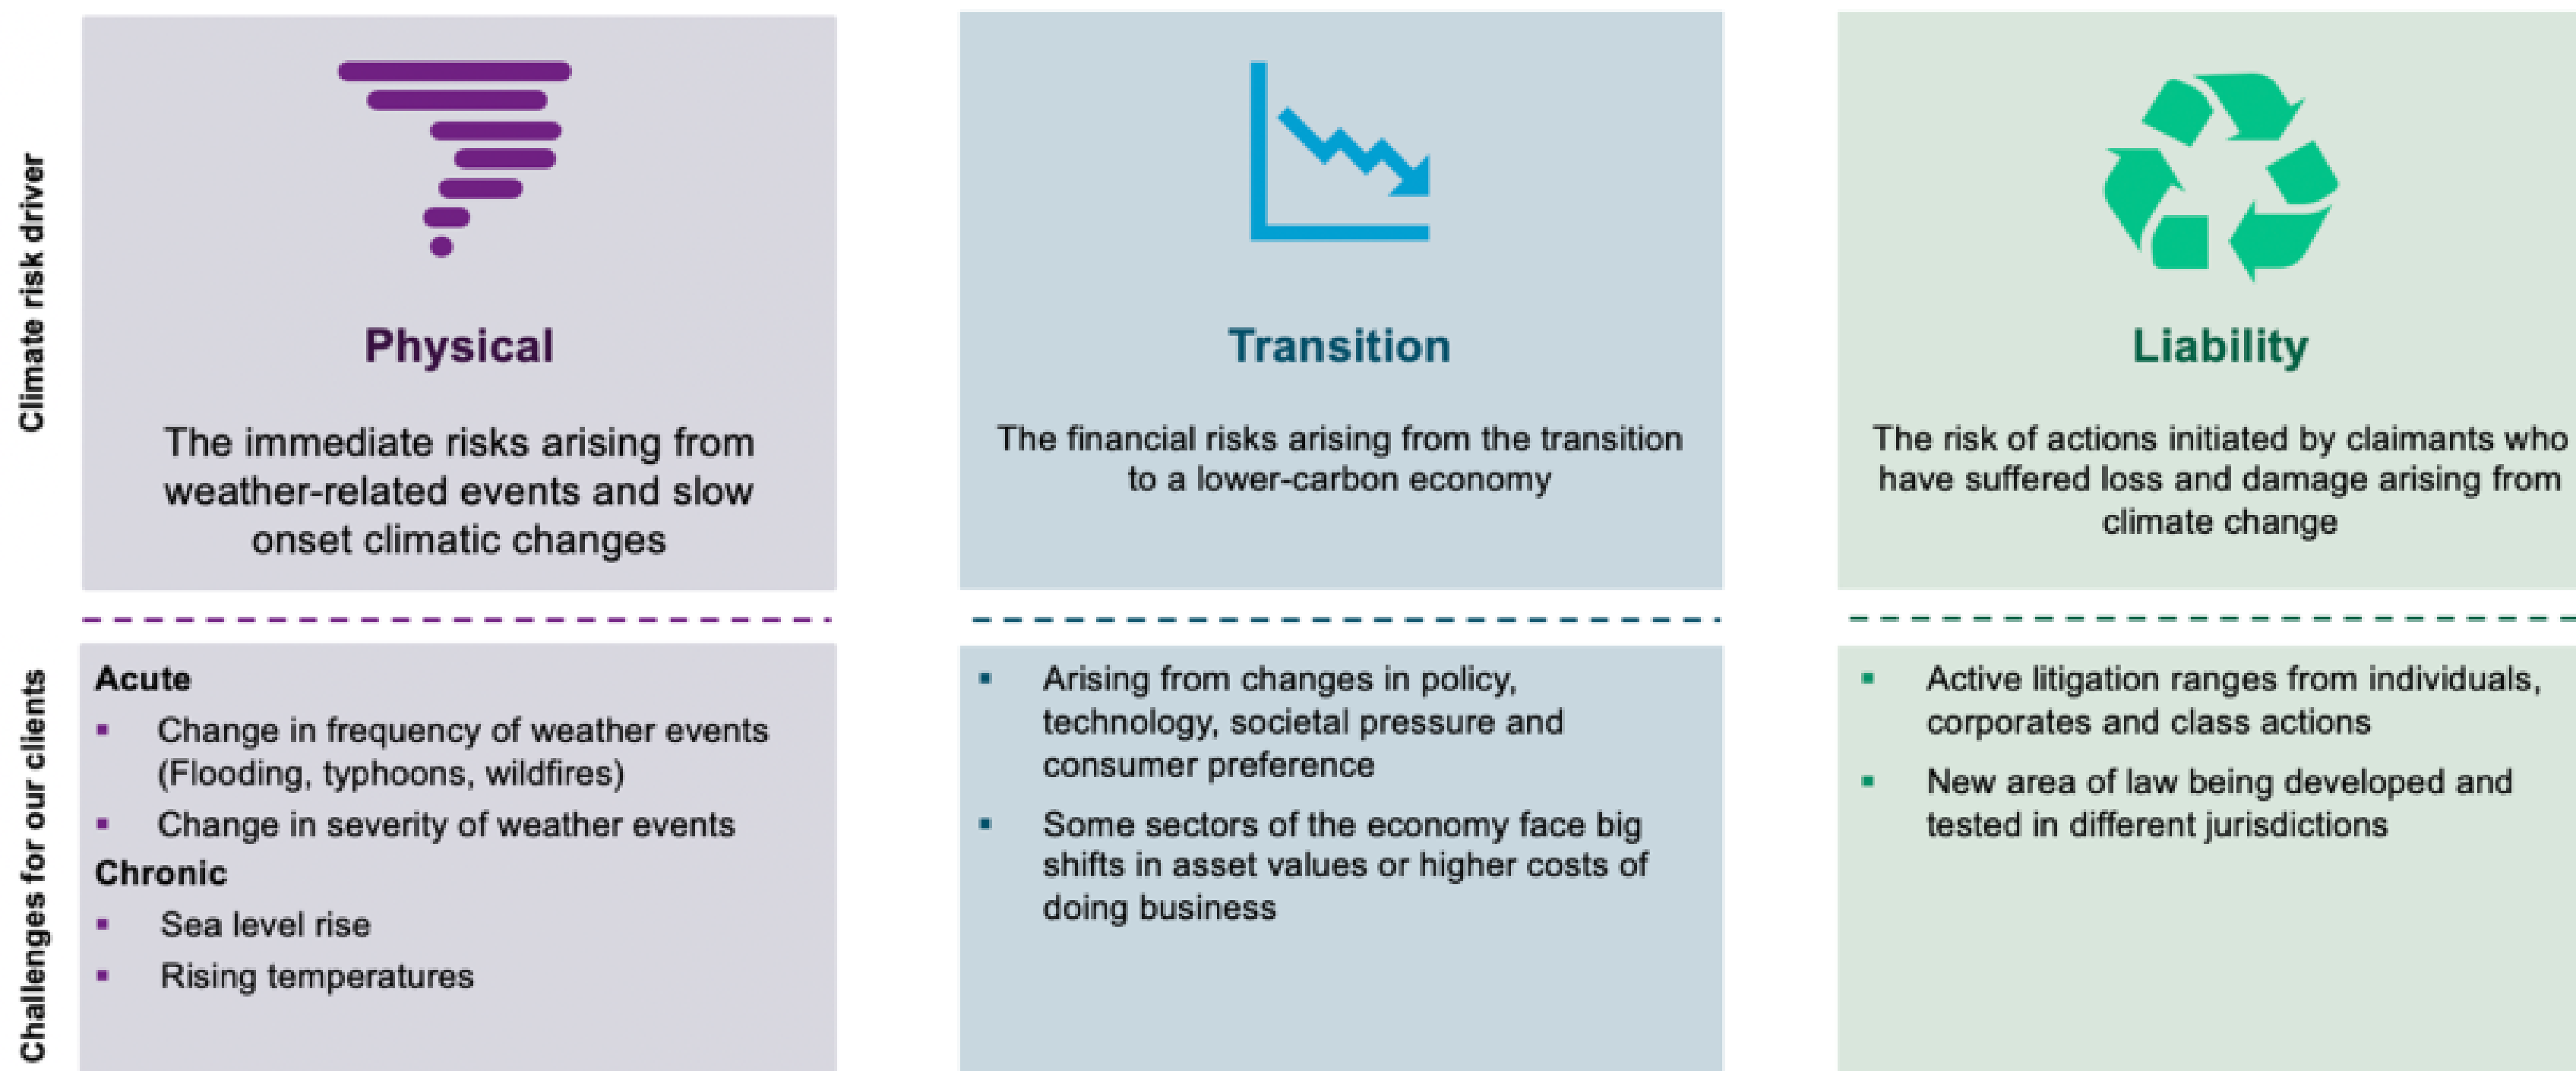 Climate risk driver
Physical
The immediate risks arising from
weather-related events and slow
onset climatic changes
Transition
The financial risks arising from the transition
to a lower-carbon economy
Liability
The risk of actions initiated by claimants who
have suffered loss and damage arising from
climate change
Challenges for our clients
Acute
▪ Change in frequency of weather events
(Flooding, typhoons, wildfires)
▪ Change in severity of weather events
Chronic
▪ Sea level rise
▪ Rising temperatures
▪ Arising from changes in policy,
technology, societal pressure and
consumer preference
▪ Some sectors of the economy face big
shifts in asset values or higher costs of
doing business
▪ Active litigation ranges from individuals,
corporates and class actions
▪ New area of law being developed and
tested in different jurisdictions